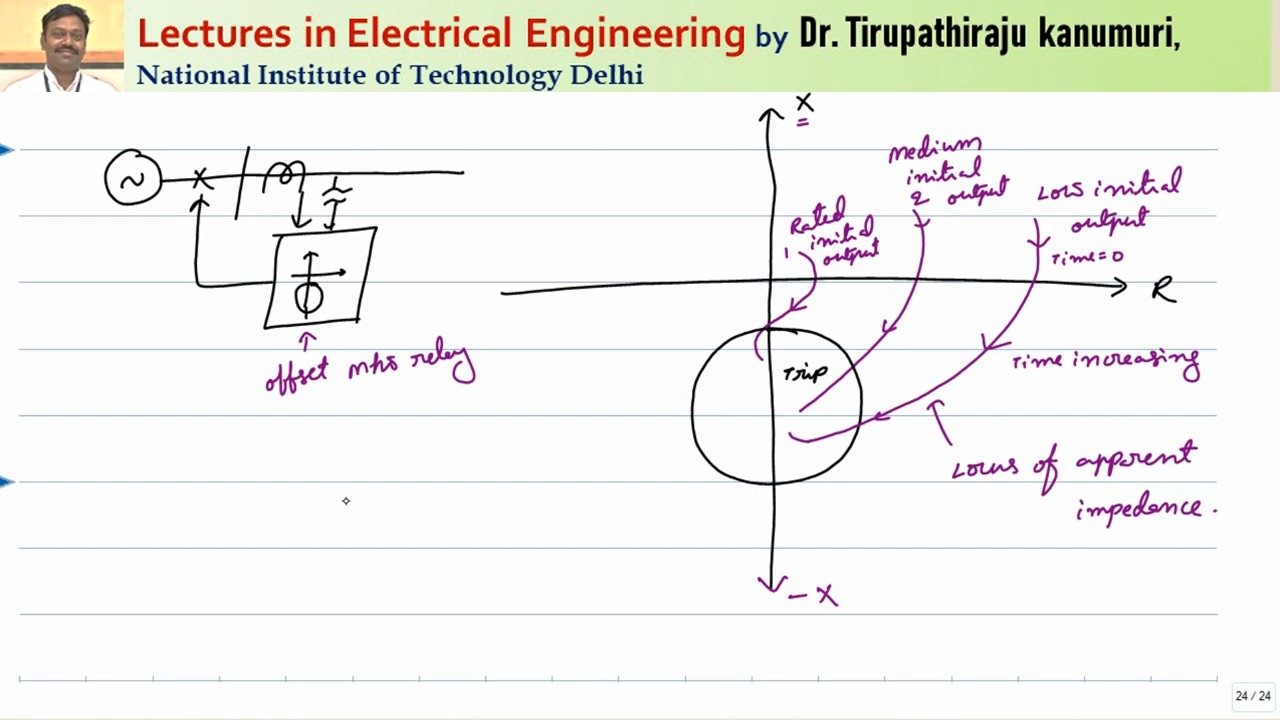 Lectures in Electrical Engineering by Dr. Tirupathiraju kanumuri,
National Institute of Technology Delhi
X
Medium
initial
2 output
Low initial
output
Time=0
Rated
initial
1 output
R
offset mho relay
Trip
Time increasing
Locus of apparent
impedance.
-X
24 / 24